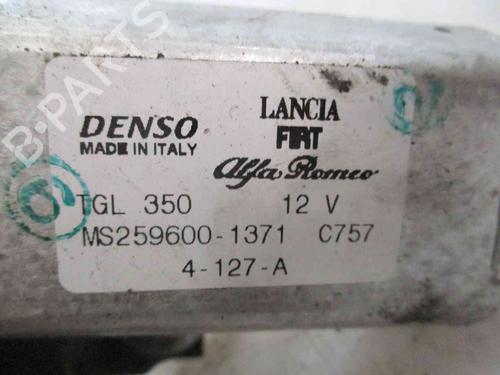 B-PARTS
DENSO
MADE IN ITALY
LANCIA
FIAT
Alfa Romeo
TGL 350 12 V
MS259600-1371 C757
4-127-A